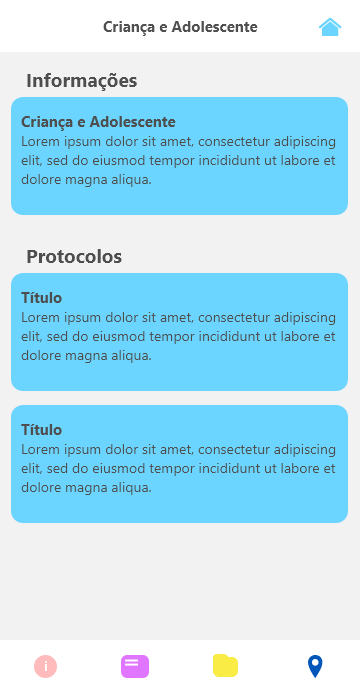 Criança e Adolescente
Informações
Criança e Adolescente
Lorem ipsum dolor sit amet, consectetur adipiscing
elit, sed do eiusmod tempor incididunt ut labore et
dolore magna aliqua.
Protocolos
Título
Lorem ipsum dolor sit amet, consectetur adipiscing
elit, sed do eiusmod tempor incididunt ut labore et
dolore magna aliqua.
Título
Lorem ipsum dolor sit amet, consectetur adipiscing
elit, sed do eiusmod tempor incididunt ut labore et
dolore magna aliqua.